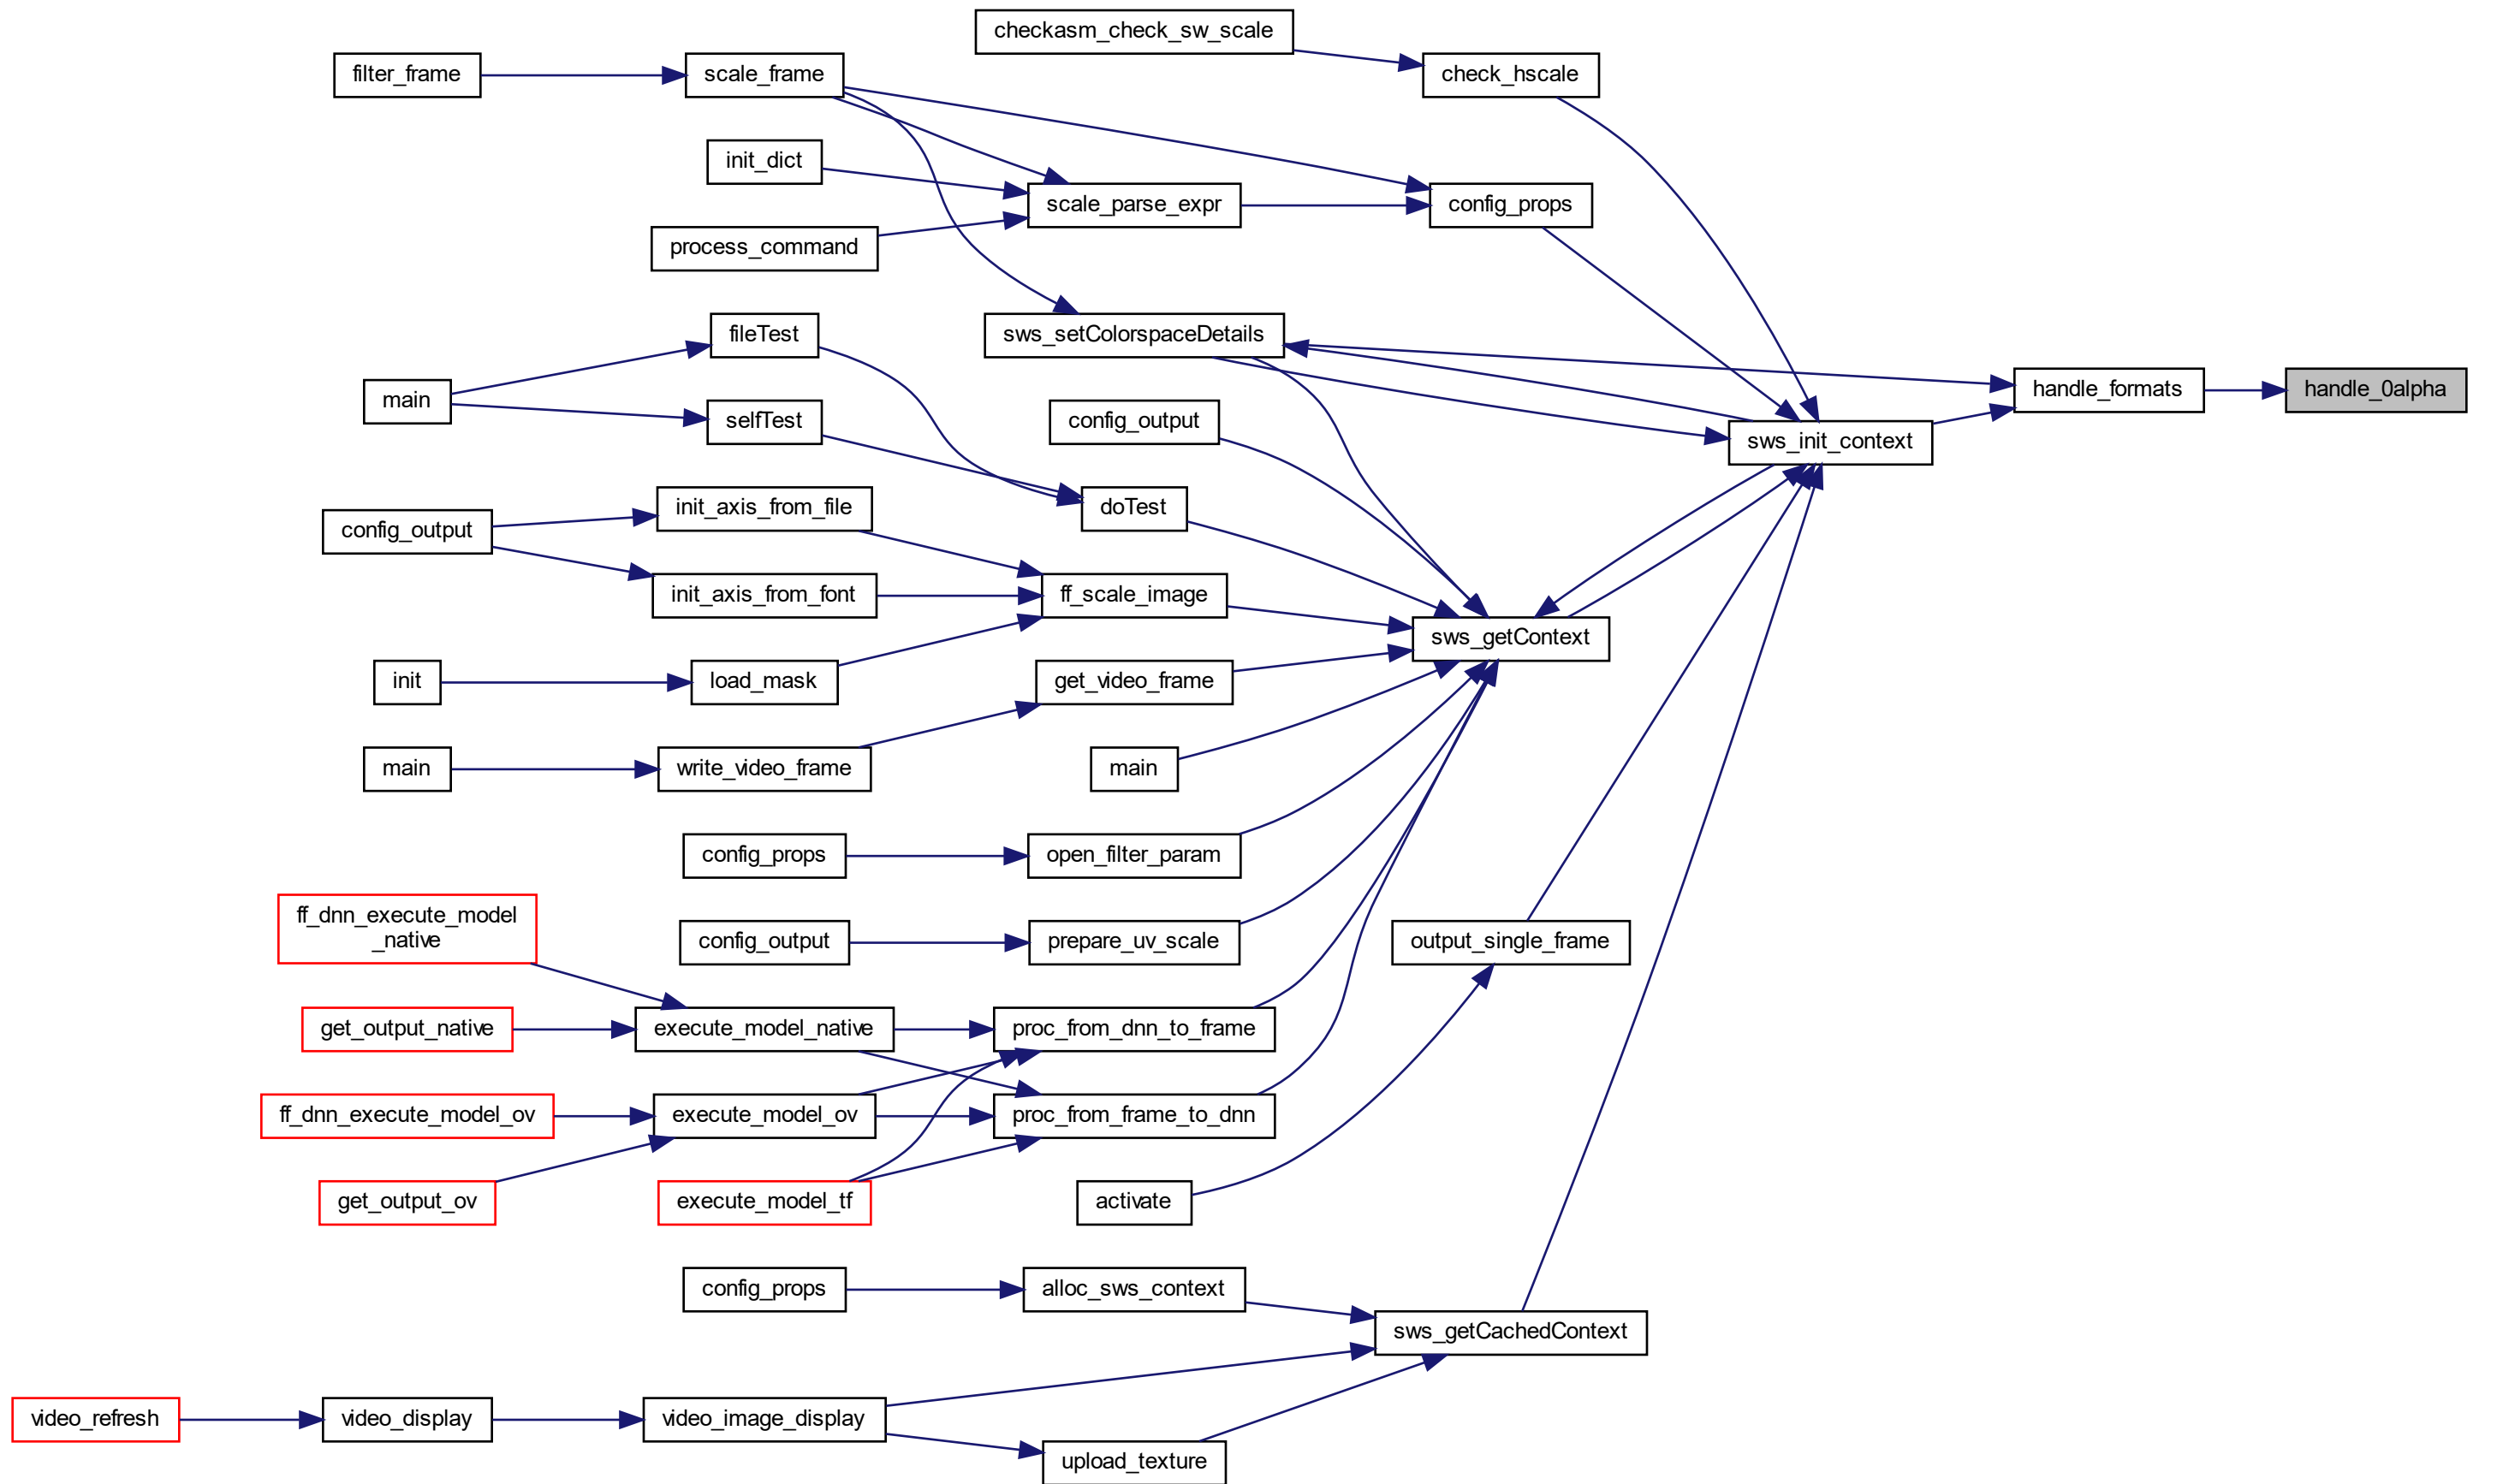 checkasm_check_sw_scale
filter_frame
scale_frame
check_hscale
init_dict
scale_parse_expr
config_props
process_command
fileTest
sws_setColorspaceDetails
main
handle_formats
handle_0alpha
selfTest
config_output
sws_init_context
config_output
init_axis_from_file
doTest
init_axis_from_font
ff_scale_image
sws_getContext
init
load_mask
get_video_frame
main
write_video_frame
main
config_props
open_filter_param
ff_dnn_execute_model
_native
config_output
prepare_uv_scale
output_single_frame
get_output_native
execute_model_native
proc_from_dnn_to_frame
ff_dnn_execute_model_ov
execute_model_ov
proc_from_frame_to_dnn
get_output_ov
execute_model_tf
activate
config_props
alloc_sws_context
sws_getCachedContext
video_refresh
video_display
video_image_display
upload_texture